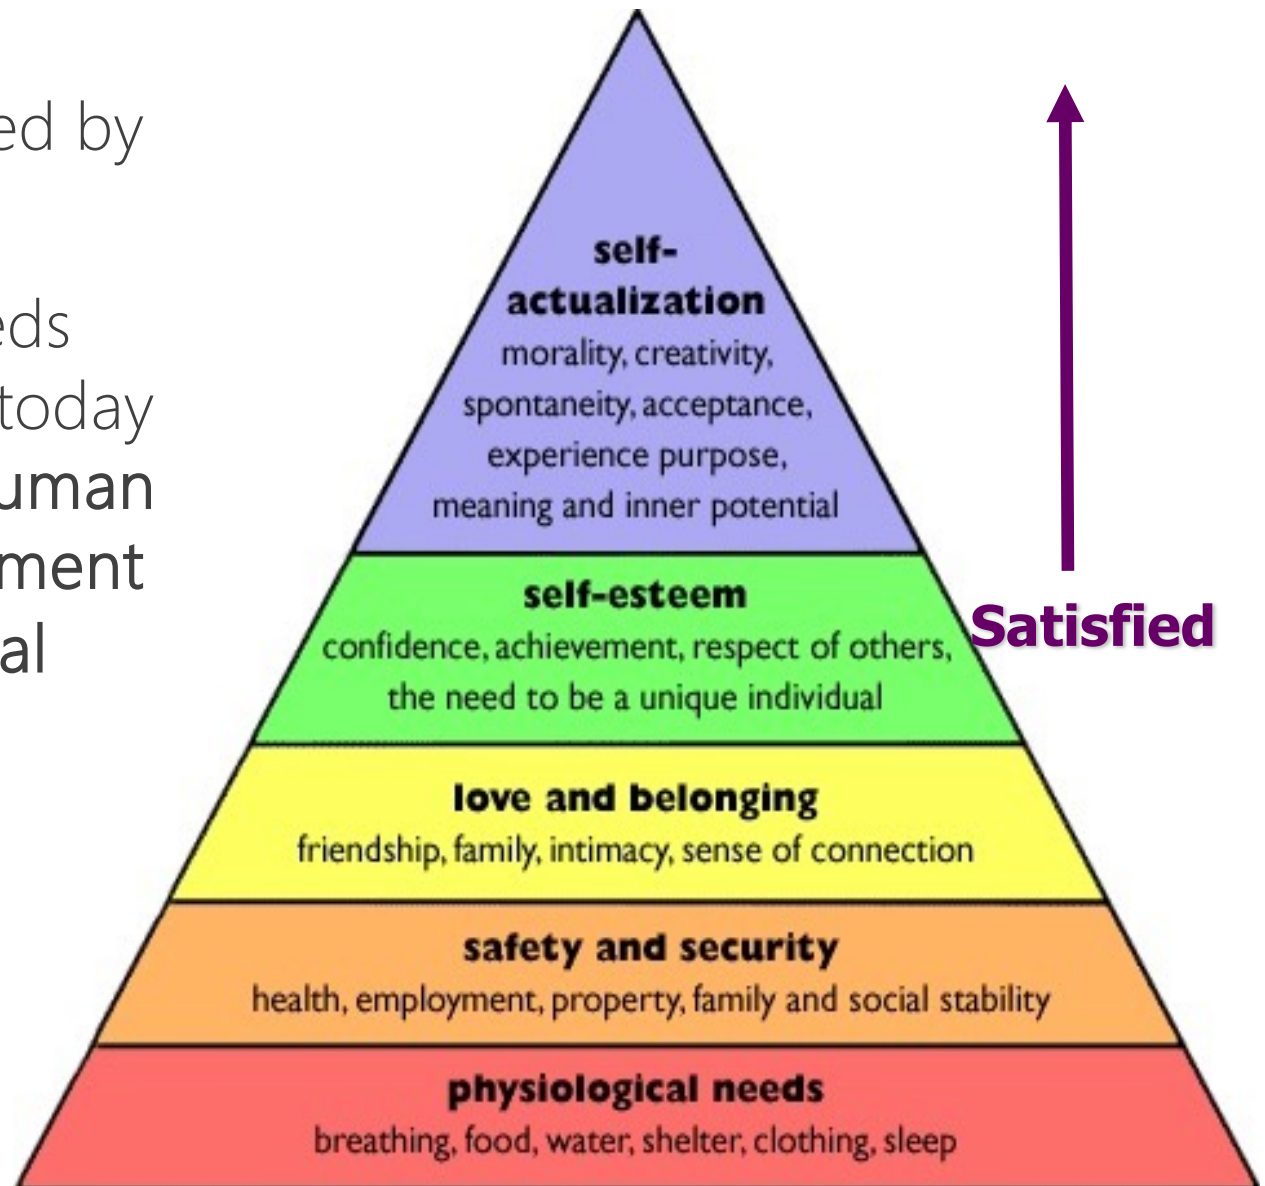 ed by
eds
today
uman
ment
al
self-
actualization
morality, creativity,
spontaneity, acceptance,
experience purpose,
meaning and inner potential
self-esteem
confidence, achievement, respect of others,
the need to be a unique individual
love and belonging
friendship, family, intimacy, sense of connection
safety and security
health, employment, property, family and social stability
physiological needs
breathing, food, water, shelter, clothing, sleep
Satisfied